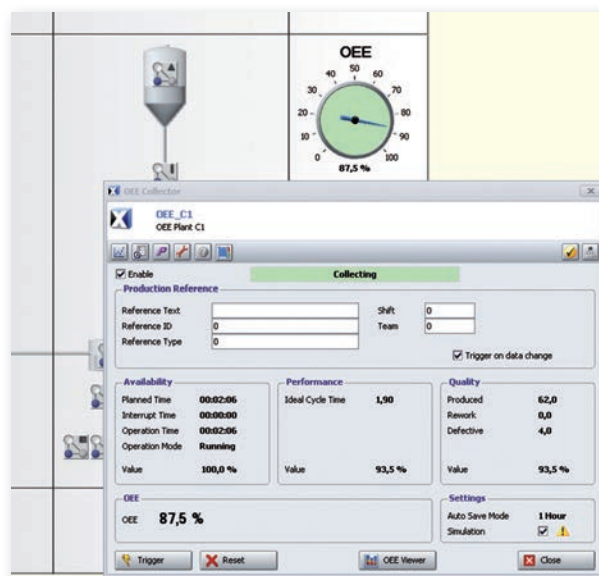 OEE
40 50 60
30 70
20 80
10 90
0 100
87,5 %
OEE Collector
OEE_C1
OEE Plant C1
Enable
Collecting
Production Reference
Reference Text Shift 0
Reference ID 0 Team 0
Reference Type 0
Trigger on data change
Availability Performance Quality
Planned Time 00:02:06 Ideal Cycle Time 1,90 Produced 62,0
Interrupt Time 00:00:00 Rework 0,0
Operation Time 00:02:06 Defective 4,0
Operation Mode Running
Value 100,0 % Value 93,5 % Value 93,5 %
OEE Settings
OEE 87,5 % Auto Save Mode 1 Hour
Simulation
Trigger Reset OEE Viewer Close